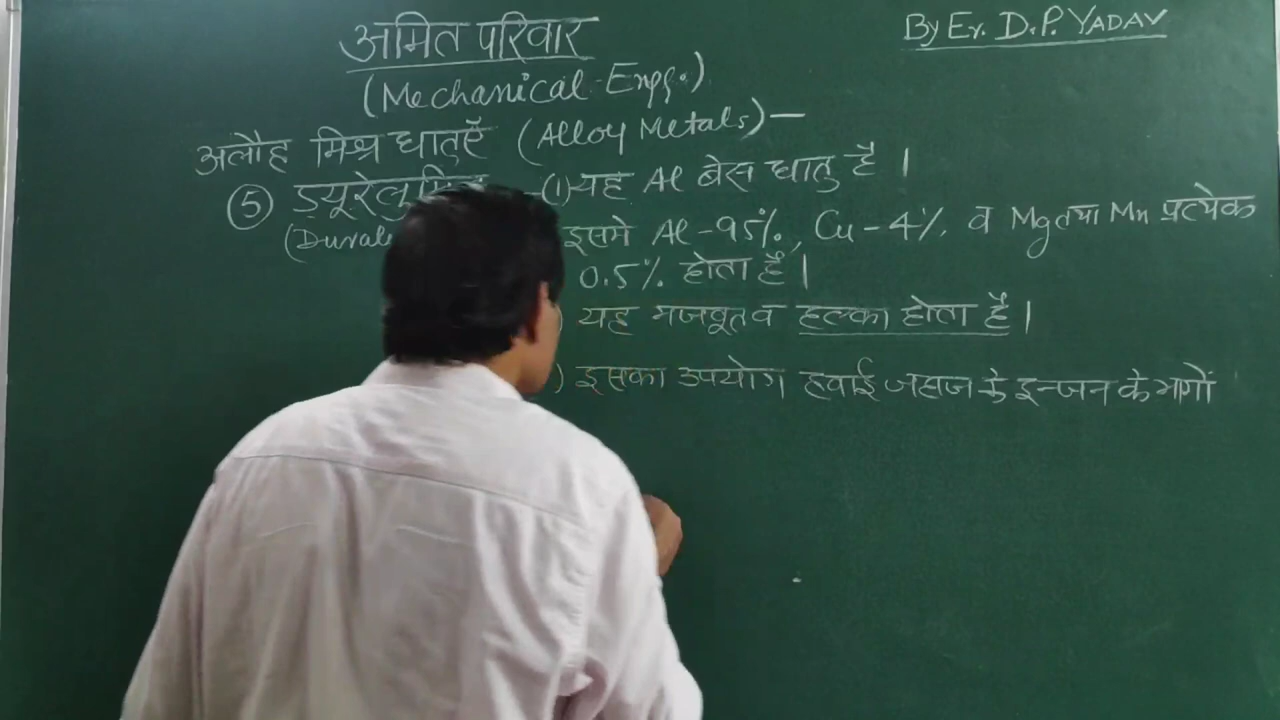 अमित परिवार
By Er. D.P. YADAV
(Mechanical Engg.)
अलौह मिश्र धातुएँ (Alloy Metals) —
⑤ (1) यह Al बेस धातु है।
इसमे Al - 95%, Cu - 4% व Mg तथा Mn प्रत्येक
0.5% होता है।
यह मजबूत व हल्का होता है।
) इसका उपयोग हवाई जहाज के इन्जन के भागों